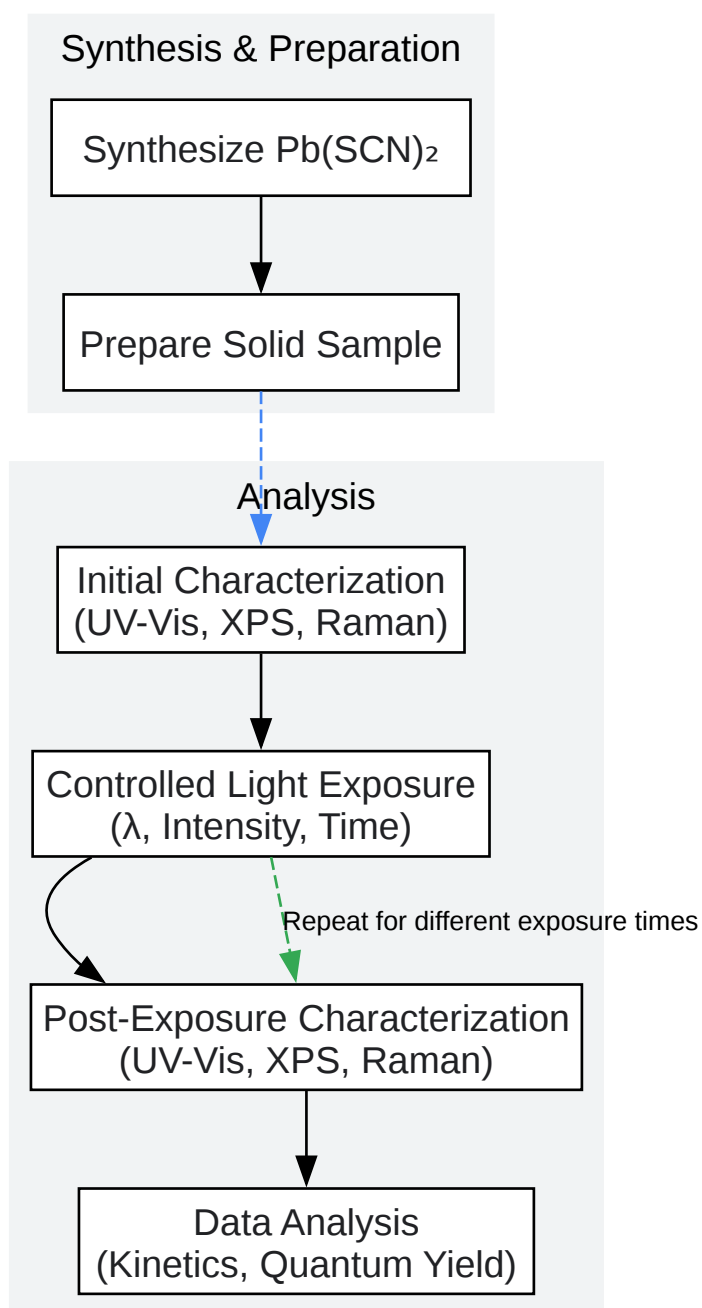 Synthesis & Preparation
Synthesize Pb(SCN)₂
Prepare Solid Sample
Analysis
Initial Characterization
(UV-Vis, XPS, Raman)
Controlled Light Exposure
(λ, Intensity, Time)
Repeat for different exposure times
Post-Exposure Characterization
(UV-Vis, XPS, Raman)
Data Analysis
(Kinetics, Quantum Yield)